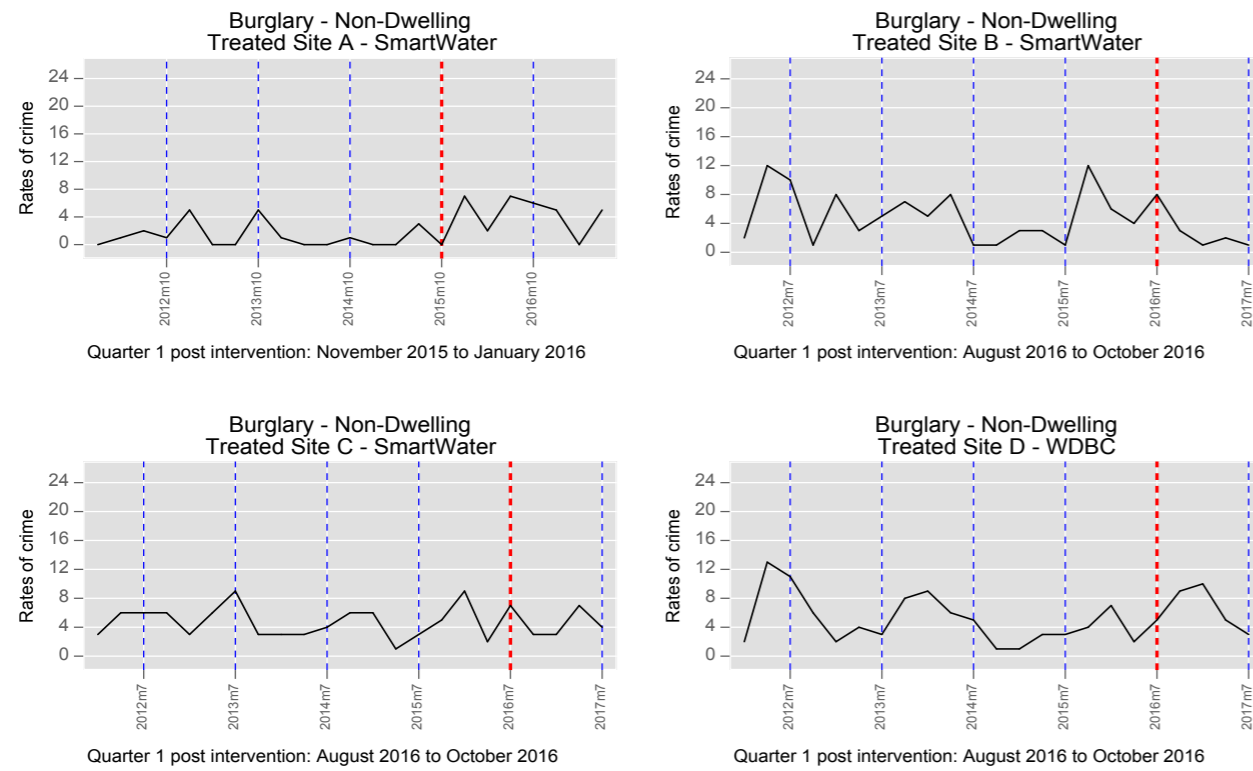 Burglary - Non-Dwelling
Treated Site A - SmartWater
Rates of crime
24
20
16
12
8
4
0
2012m10
2013m10
2014m10
2015m10
2016m10
Quarter 1 post intervention: November 2015 to January 2016
Burglary - Non-Dwelling
Treated Site B - SmartWater
Rates of crime
24
20
16
12
8
4
0
2012m7
2013m7
2014m7
2015m7
2016m7
2017m7
Quarter 1 post intervention: August 2016 to October 2016
Burglary - Non-Dwelling
Treated Site C - SmartWater
Rates of crime
24
20
16
12
8
4
0
2012m7
2013m7
2014m7
2015m7
2016m7
2017m7
Quarter 1 post intervention: August 2016 to October 2016
Burglary - Non-Dwelling
Treated Site D - WDBC
Rates of crime
24
20
16
12
8
4
0
2012m7
2013m7
2014m7
2015m7
2016m7
2017m7
Quarter 1 post intervention: August 2016 to October 2016